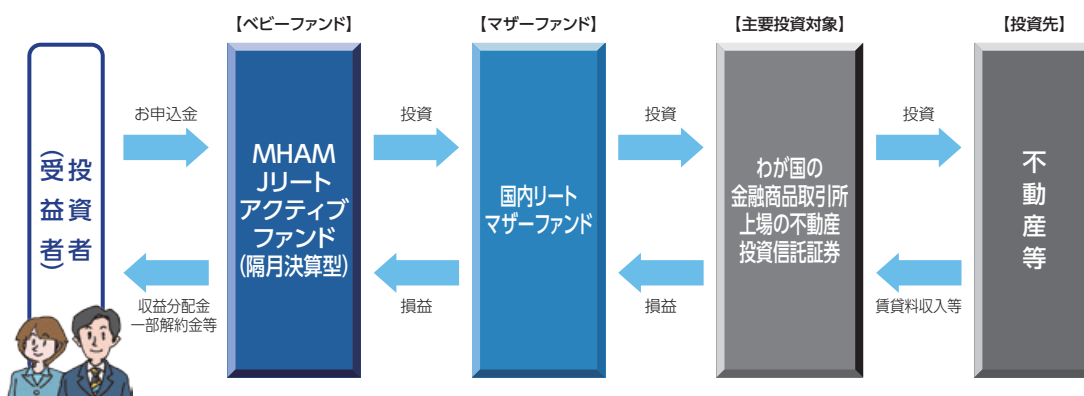 【ベビーファンド】
【マザーファンド】
【主要投資対象】
【投資先】
投資者
(受益者)
お申込金
収益分配金
一部解約金等
MHAM
Jリート
アクティブ
ファンド
(隔月決算型)
投資
損益
国内リート
マザーファンド
投資
損益
わが国の
金融商品取引所
上場の不動産
投資信託証券
投資
賃貸料収入等
不動産等